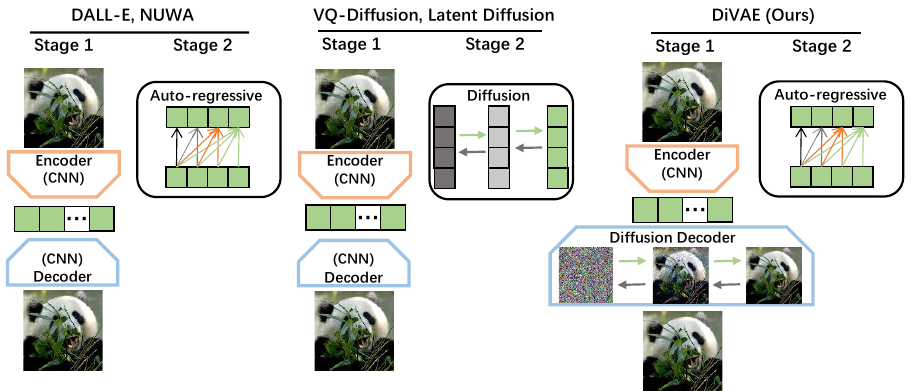 DALL-E, NUWA
Stage 1
Stage 2
Auto-regressive
Encoder
(CNN)
...
(CNN)
Decoder
VQ-Diffusion, Latent Diffusion
Stage 1
Stage 2
Diffusion
Encoder
(CNN)
...
(CNN)
Decoder
DiVAE (Ours)
Stage 1
Stage 2
Auto-regressive
Encoder
(CNN)
...
Diffusion Decoder